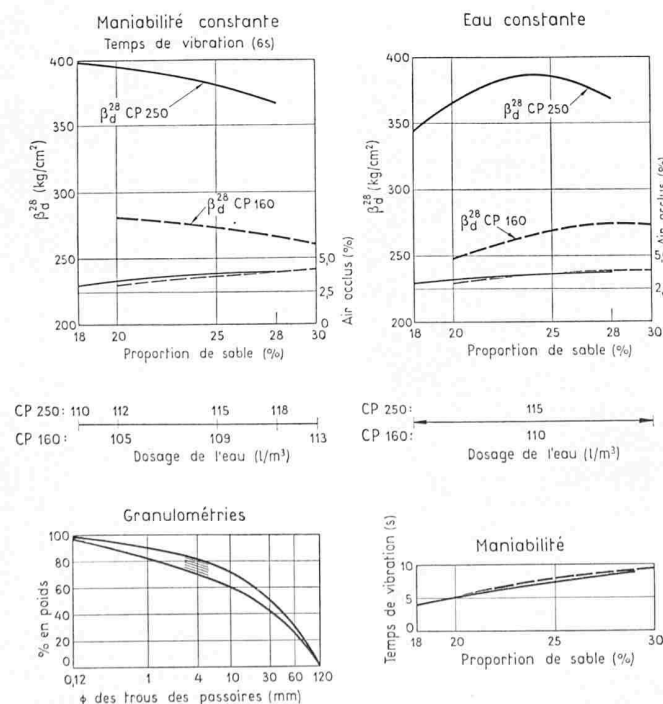 Maniabilité constante
Temps de vibration (6s)
400
350
300
250
200
β_d^28 (kg/cm²)
β_d^28 CP 250
β_d^28 CP 160
5,0
2,5
0
Air occlus (%)
18 20 25 28 30
Proportion de sable (%)
Eau constante
400
350
300
250
200
β_d^28 (kg/cm²)
β_d^28 CP 250
β_d^28 CP 160
5,0
2,
Air occlus (%)
18 20 25 28 30
Proportion de sable (%)
CP 250: 110 112 115 118
CP 160: 105 109 113
Dosage de l'eau (l/m³)
CP 250: 115
CP 160: 110
Dosage de l'eau (l/m³)
Granulométries
100
80
60
40
20
0
% en poids
0,12 1 4 10 30 60 120
φ des trous des passoires (mm)
Maniabilité
10
5
0
Temps de vibration (s)
18 20 25 30
Proportion de sable (%)